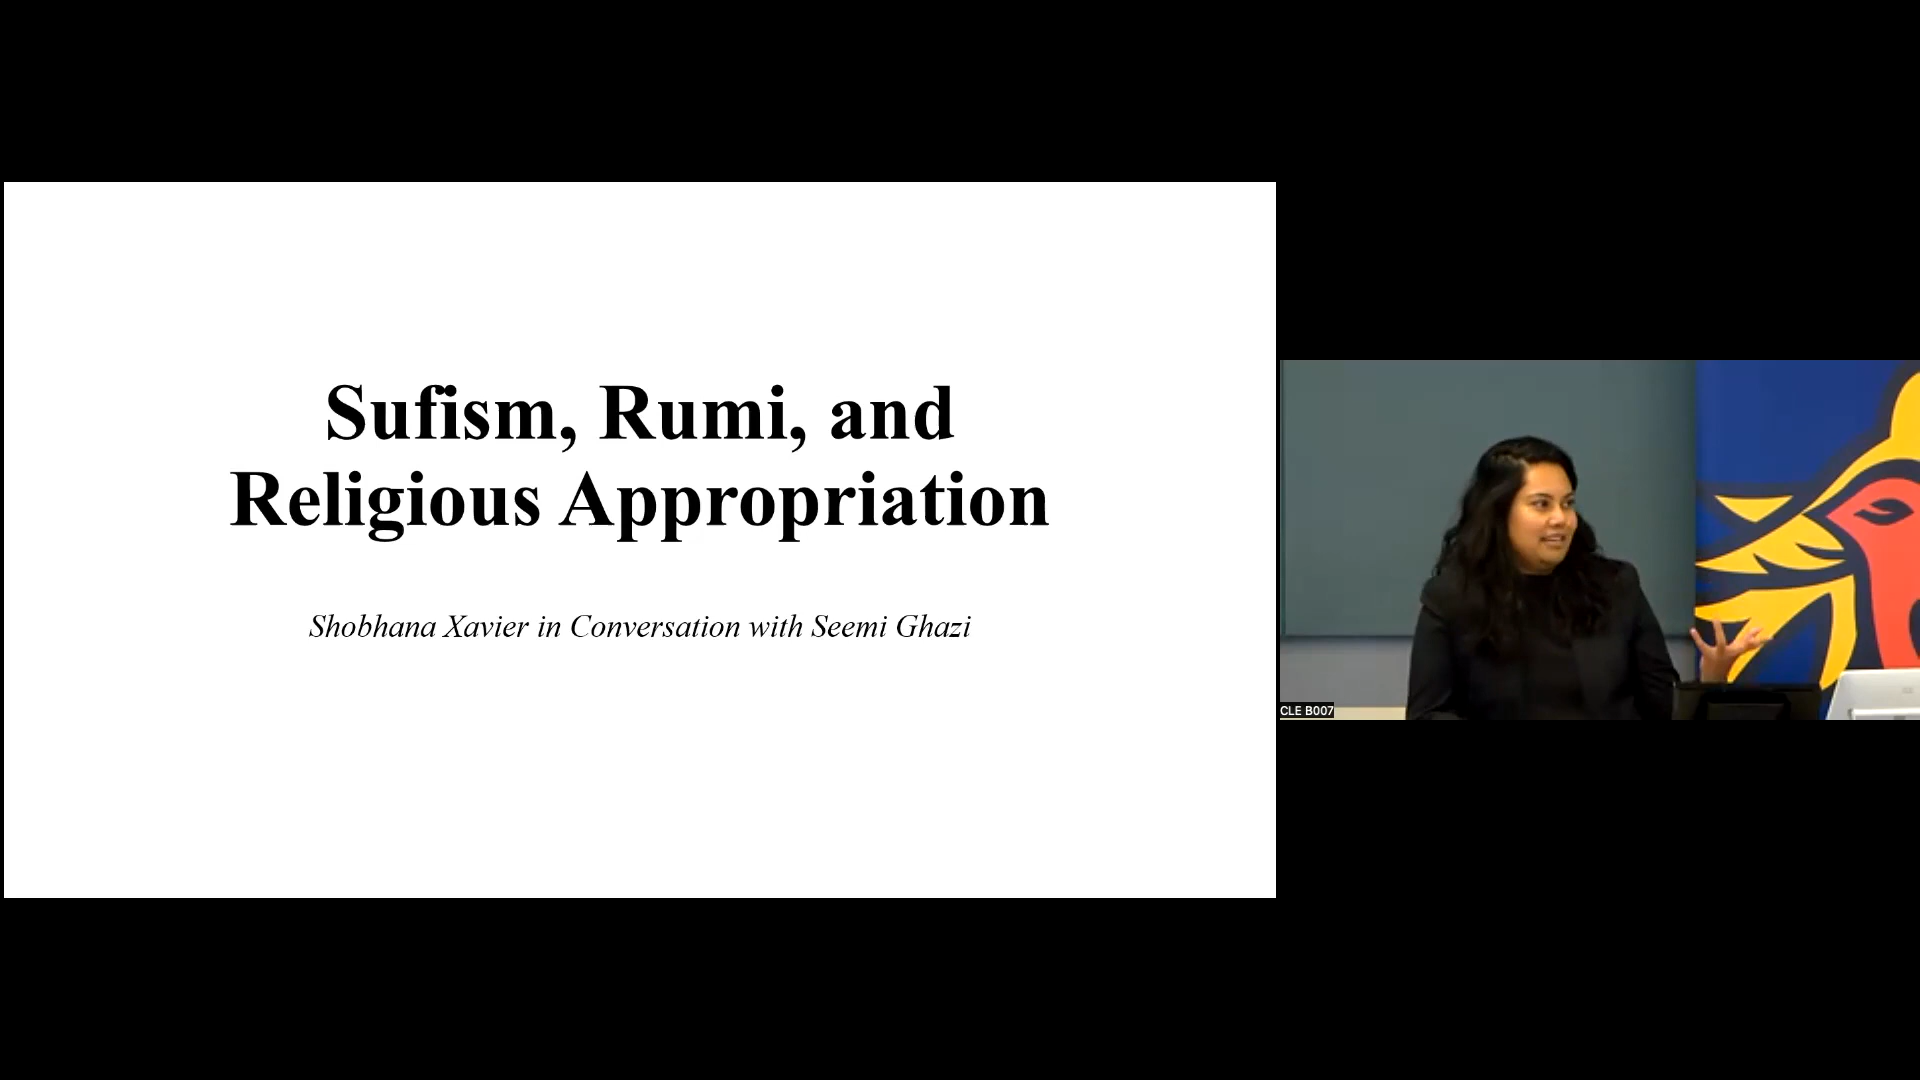 Sufism, Rumi, and
Religious Appropriation
Shobhana Xavier in Conversation with Seemi Ghazi
CLE B007